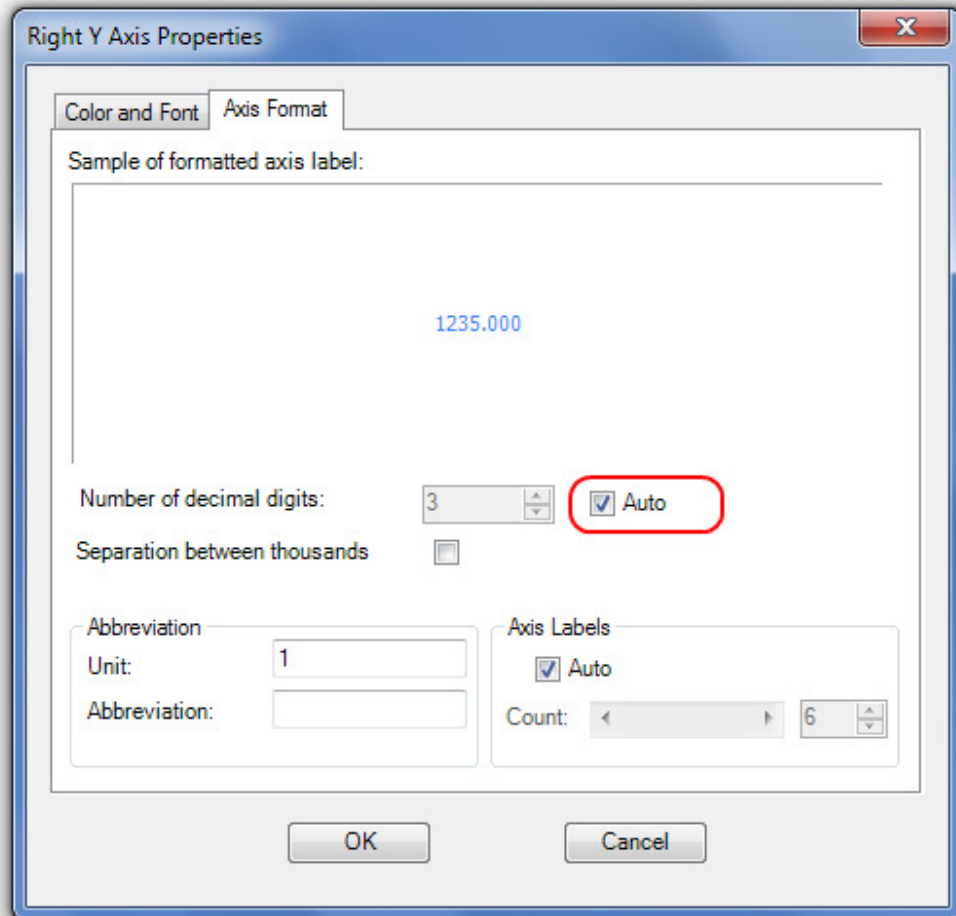 Right Y Axis Properties
Color and Font Axis Format
Sample of formatted axis label:
1235.000
Number of decimal digits: 3 Auto
Separation between thousands
Abbreviation
Unit: 1
Abbreviation:
Axis Labels
Auto
Count: 6
OK Cancel